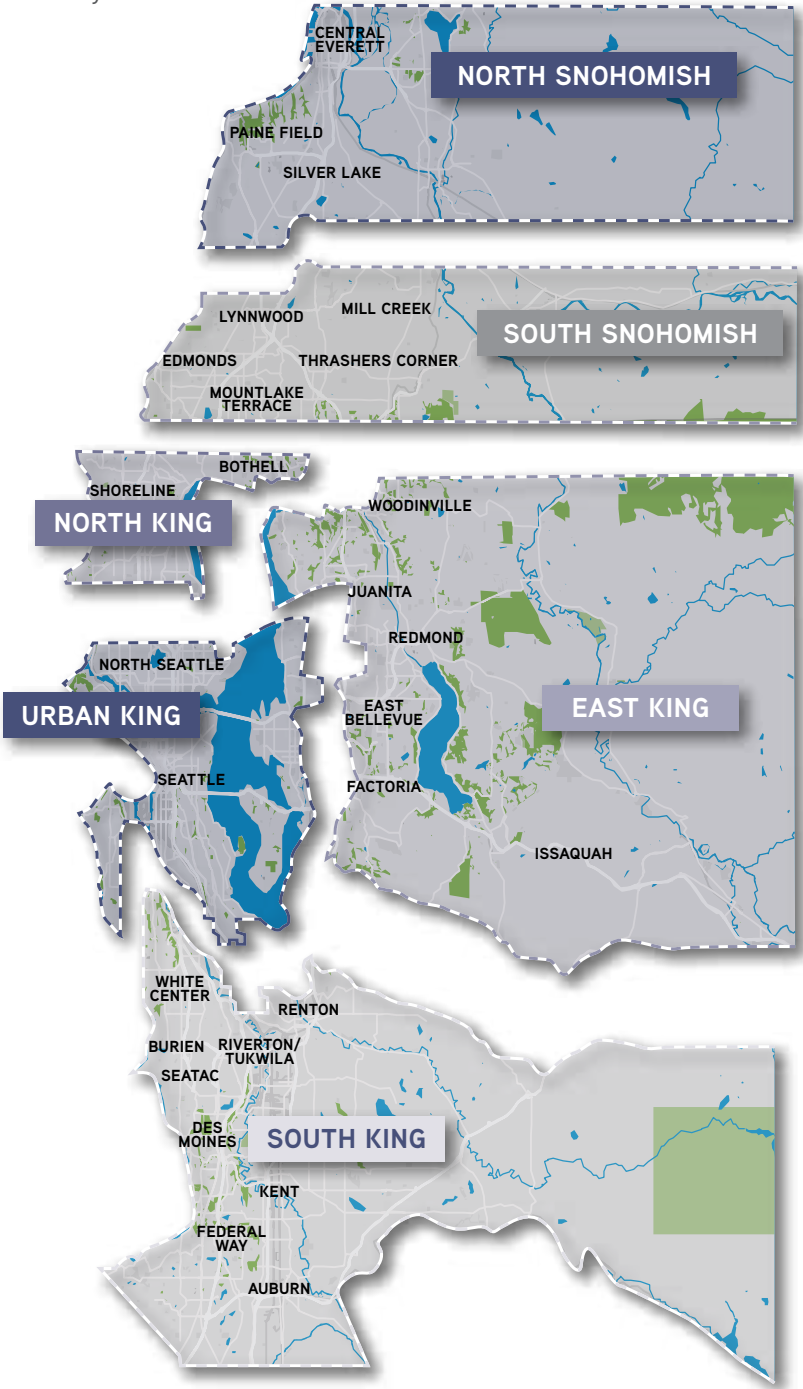 CENTRAL
EVERETT
NORTH SNOHOMISH
PAINE FIELD
SILVER LAKE
MILL CREEK
LYNNWOOD
SOUTH SNOHOMISH
EDMONDS
THRASHERS CORNER
MOUNTLAKE
TERRACE
BOTHELL
SHORELINE
NORTH KING
WOODINVILLE
JUANITA
REDMOND
NORTH SEATTLE
URBAN KING
EAST
BELLEVUE
EAST KING
SEATTLE
FACTORIA
ISSAQUAH
WHITE
CENTER
RENTON
BURIEN
RIVERTON/
TUKWILA
SEATAC
DES
MOINES
SOUTH KING
KENT
FEDERAL
WAY
AUBURN